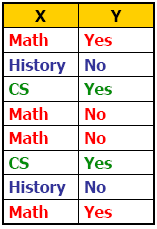 X Y
Math Yes
History No
CS Yes
Math No
Math No
CS Yes
History No
Math Yes